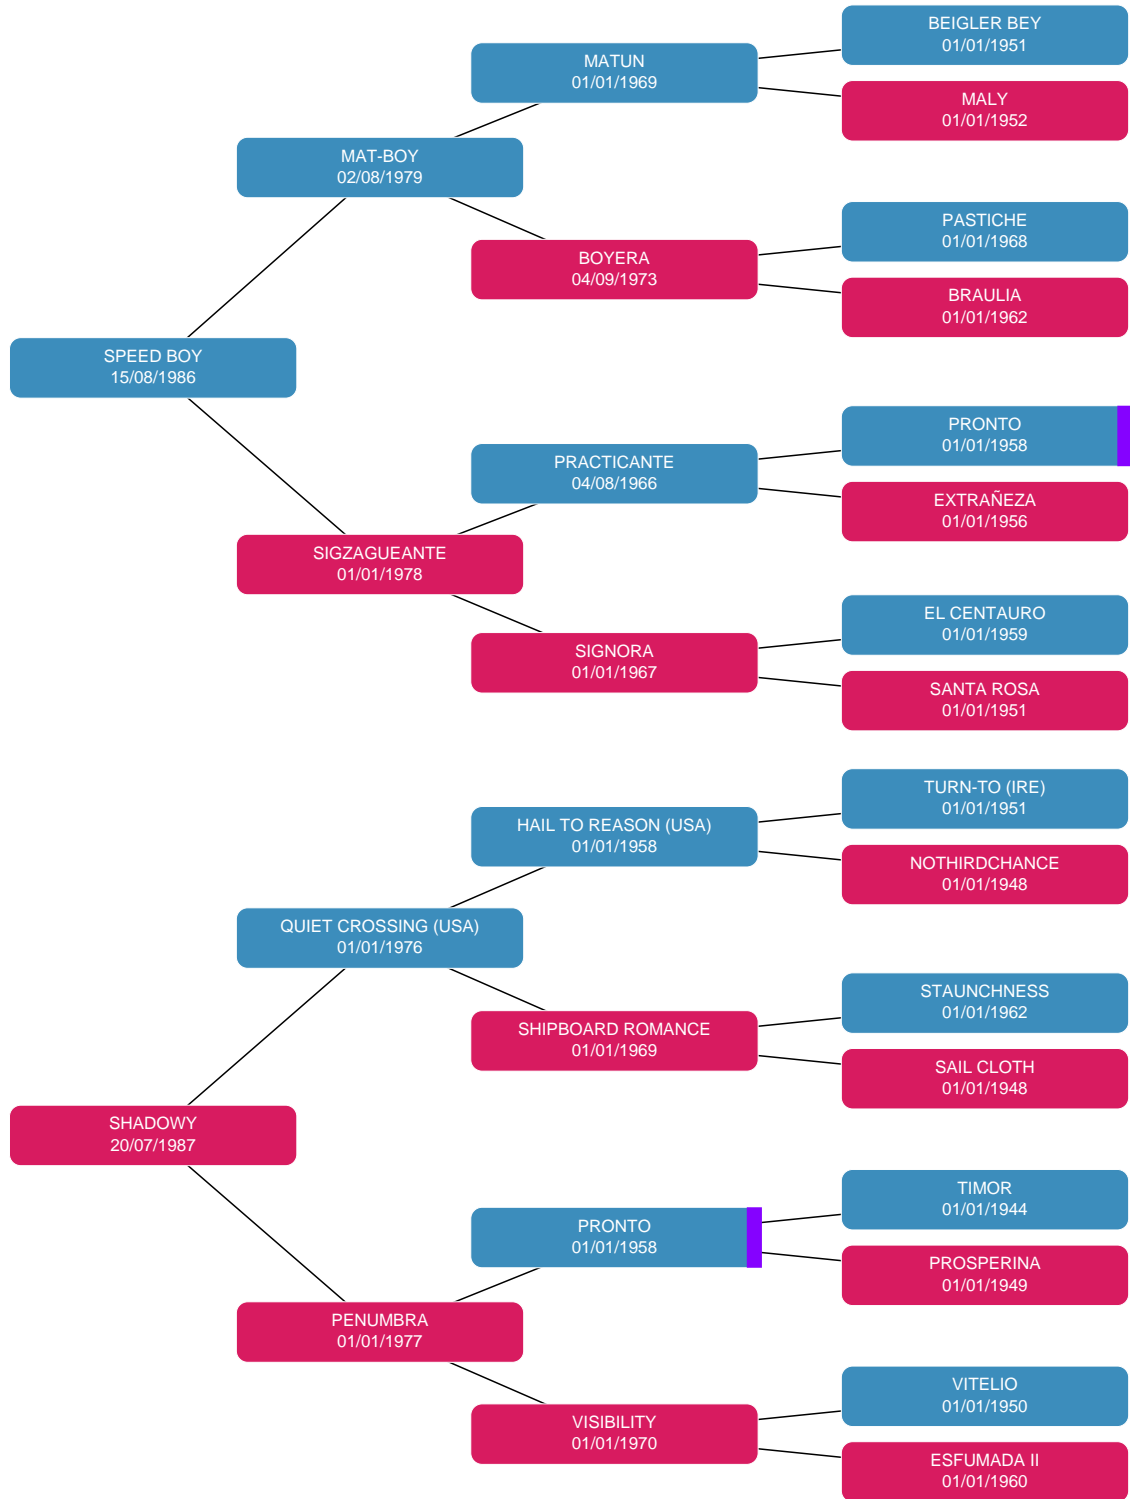 BEIGLER BEY
01/01/1951
MATUN
01/01/1969
MALY
01/01/1952
MAT-BOY
02/08/1979
PASTICHE
01/01/1968
BOYERA
04/09/1973
BRAULIA
01/01/1962
SPEED BOY
15/08/1986
PRONTO
01/01/1958
PRACTICANTE
04/08/1966
EXTRAÑEZA
01/01/1956
SIGZAGUEANTE
01/01/1978
EL CENTAURO
01/01/1959
SIGNORA
01/01/1967
SANTA ROSA
01/01/1951
TURN-TO (IRE)
01/01/1951
HAIL TO REASON (USA)
01/01/1958
NOTHIRDCHANCE
01/01/1948
QUIET CROSSING (USA)
01/01/1976
STAUNCHNESS
01/01/1962
SHIPBOARD ROMANCE
01/01/1969
SAIL CLOTH
01/01/1948
SHADOWY
20/07/1987
TIMOR
01/01/1944
PRONTO
01/01/1958
PROSPERINA
01/01/1949
PENUMBRA
01/01/1977
VITELIO
01/01/1950
VISIBILITY
01/01/1970
ESFUMADA II
01/01/1960